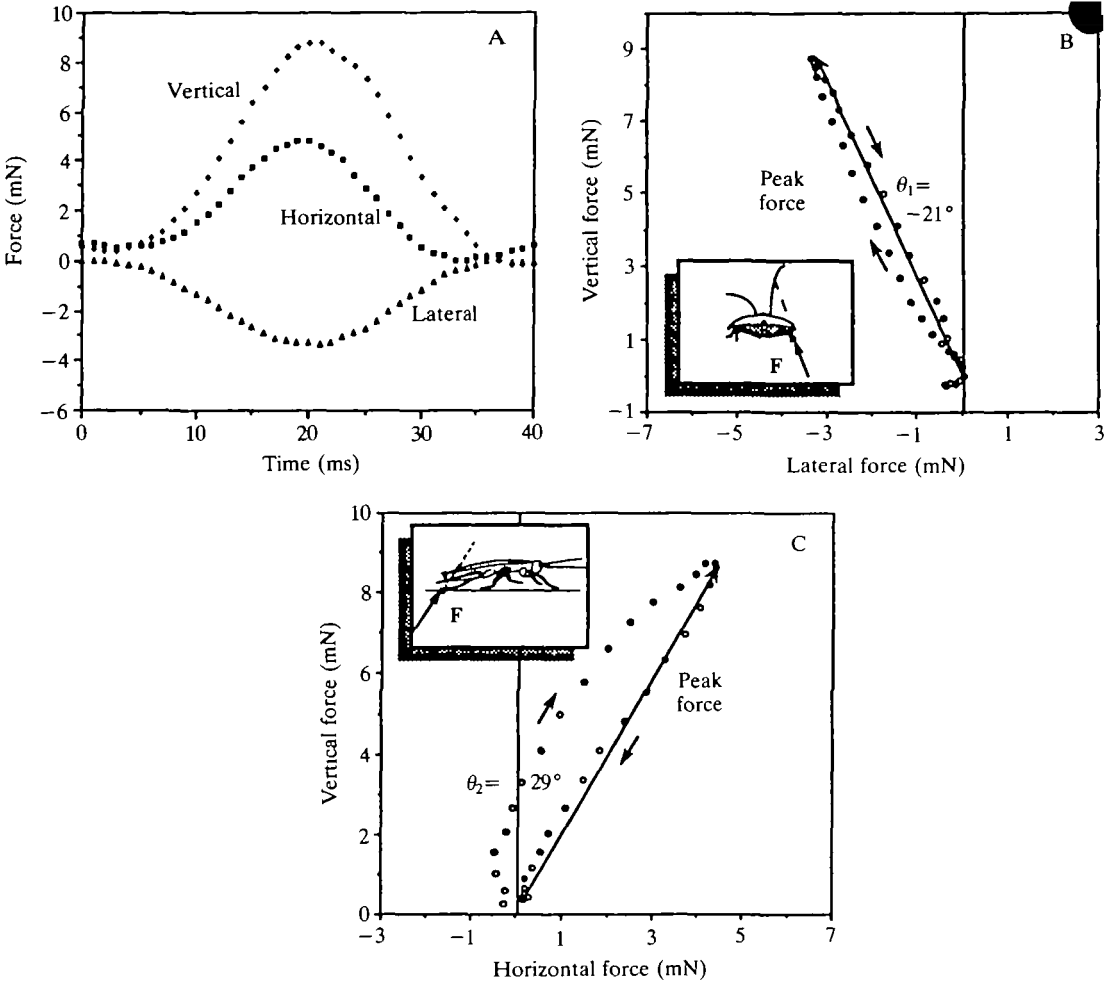 A
10
8
6
4
2
0
−2
−4
−6
Force (mN)
Vertical
Horizontal
Lateral
0
10
20
30
40
Time (ms)
B
9
7
5
3
1
−1
Vertical force (mN)
Peak
force
θ1=
−21°
F
−7
−5
−3
−1
1
3
Lateral force (mN)
C
10
8
6
4
2
0
Vertical force (mN)
F
Peak
force
θ2= 29°
−3
−1
1
3
5
7
Horizontal force (mN)